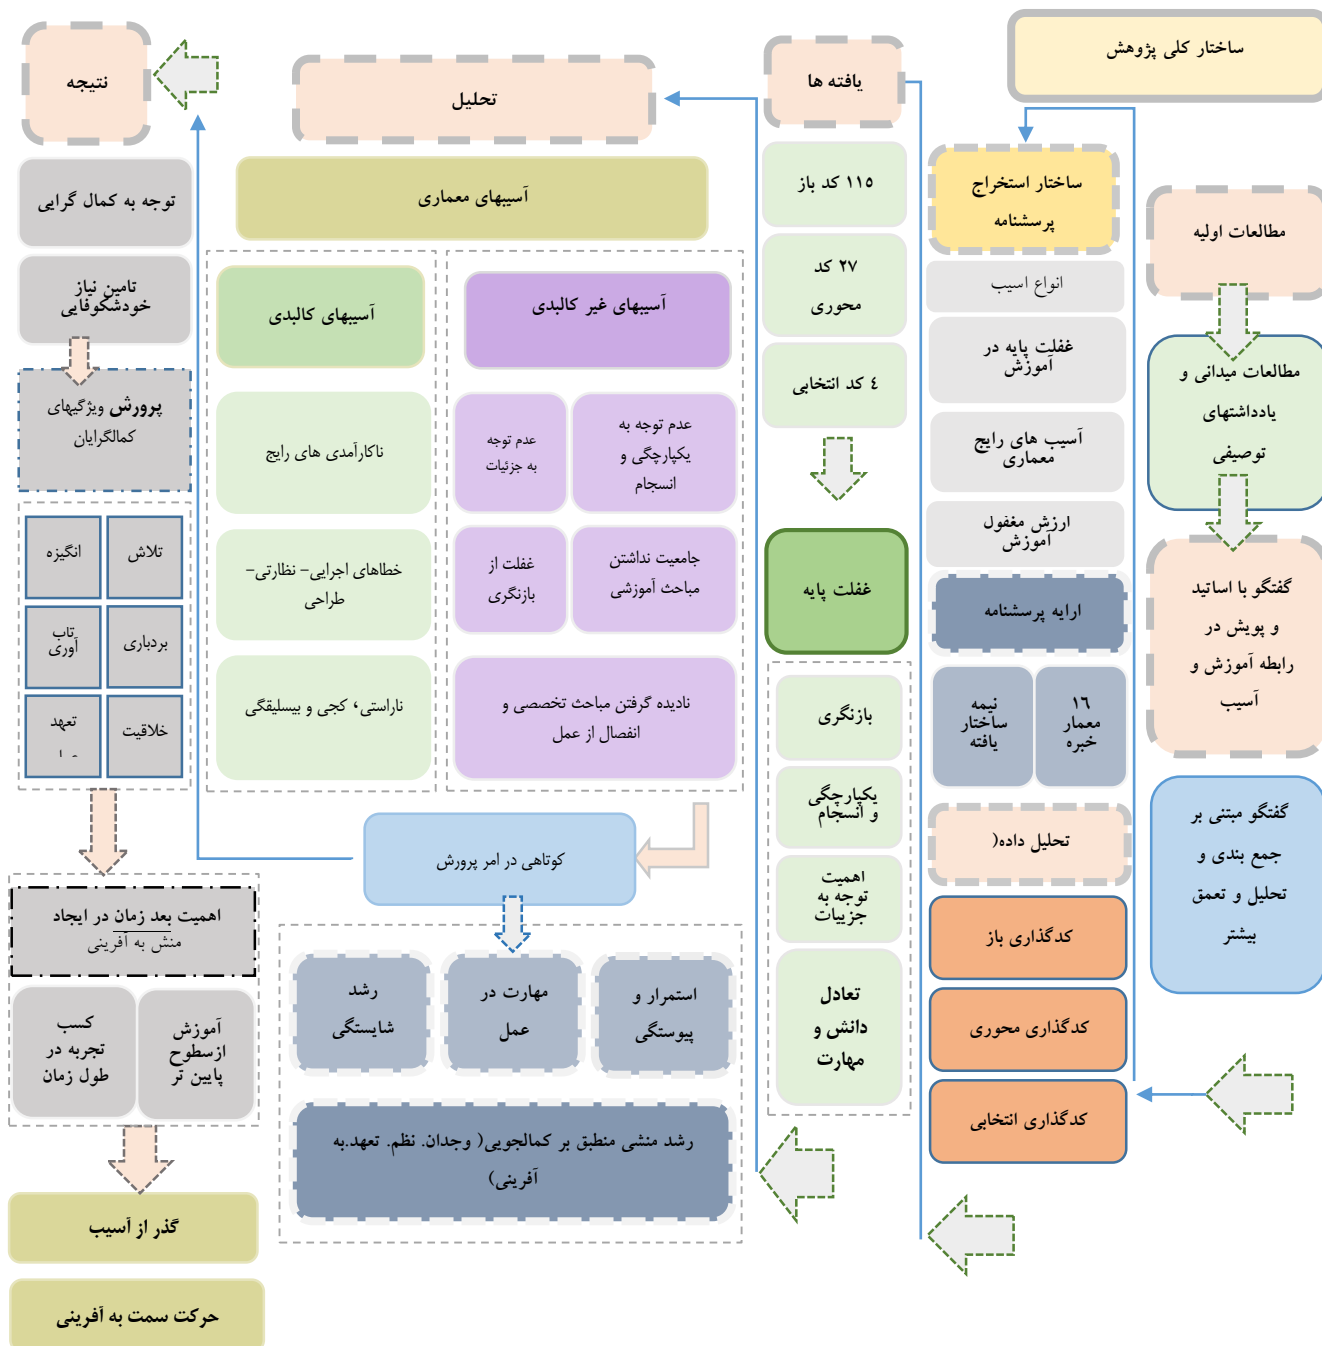 ساختار کلی پژوهش
مطالعات اولیه
مطالعات میدانی و
یادداشتهای
توصیفی
گفتگو با اساتید
و پویش در
رابطه آموزش و
آسیب
گفتگو مبتنی بر
جمع بندی و
تحلیل و تعمق
بیشتر
ساختار استخراج
پرسشنامه
انواع اسیب
غفلت پایه در
آموزش
آسیب های رایج
معماری
ارزش مغفول
آموزش
ارایه پرسشنامه
١٦
معمار
خبره
نیمه
ساختار
یافته
تحلیل داده(
کدگذاری باز
کدگذاری محوری
کدگذاری انتخابی
یافته ها
١١٥ کد باز
٢٧ کد
محوری
٤ کد انتخابی
غفلت پایه
بازنگری
یکپارچگی
و انسجام
اهمیت
توجه به
جزییات
تعادل
دانش و
مهارت
تحلیل
آسیبهای معماری
آسیبهای غیر کالبدی
عدم توجه به
یکپارچگی و
انسجام
عدم توجه
به جزئیات
جامعیت نداشتن
مباحث آموزشی
غفلت از
بازنگری
نادیده گرفتن مباحث تخصصی و
انفصال از عمل
آسیبهای کالبدی
ناکارآمدی های رایج
خطاهای اجرایی– نظارتی–
طراحی
ناراستی، کجی و بیسلیقگی
کوتاهی در امر پرورش
استمرار و
پیوستگی
مهارت در
عمل
رشد
شایستگی
رشد منشی منطبق بر کمالجویی( وجدان. نظم. تعهد.به
آفرینی)
نتیجه
توجه به کمال گرایی
تامین نیاز
خودشکوفایی
پرورش ویژگیهای
کمالگرایان
تلاش
انگیزه
بردباری
تاب
آوری
خلاقیت
تعهد
اهمیت بعد زمان در ایجاد
منش به آفرینی
آموزش
ازسطوح
پایین تر
کسب
تجربه در
طول زمان
گذر از آسیب
حرکت سمت به آفرینی